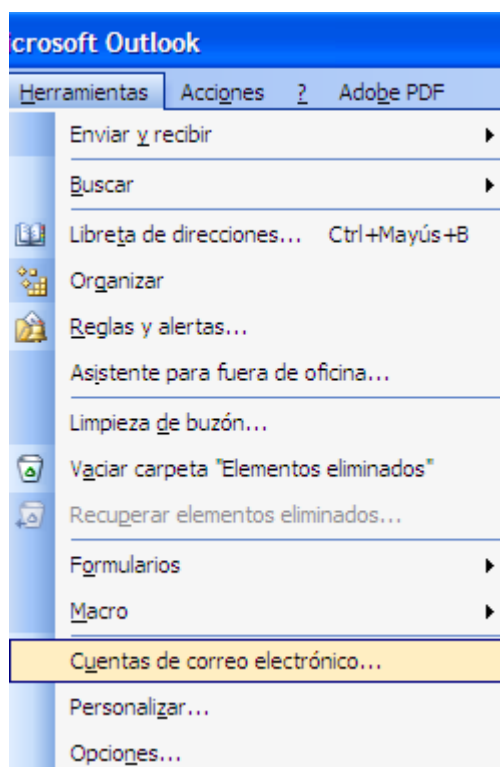 crosoft Outlook
Herramientas Acciones ? Adobe PDF
Enviar y recibir
Buscar
Libreta de direcciones... Ctrl+Mayús+B
Organizar
Reglas y alertas...
Asistente para fuera de oficina...
Limpieza de buzón...
Vaciar carpeta "Elementos eliminados"
Recuperar elementos eliminados...
Formularios
Macro
Cuentas de correo electrónico...
Personalizar...
Opciones...